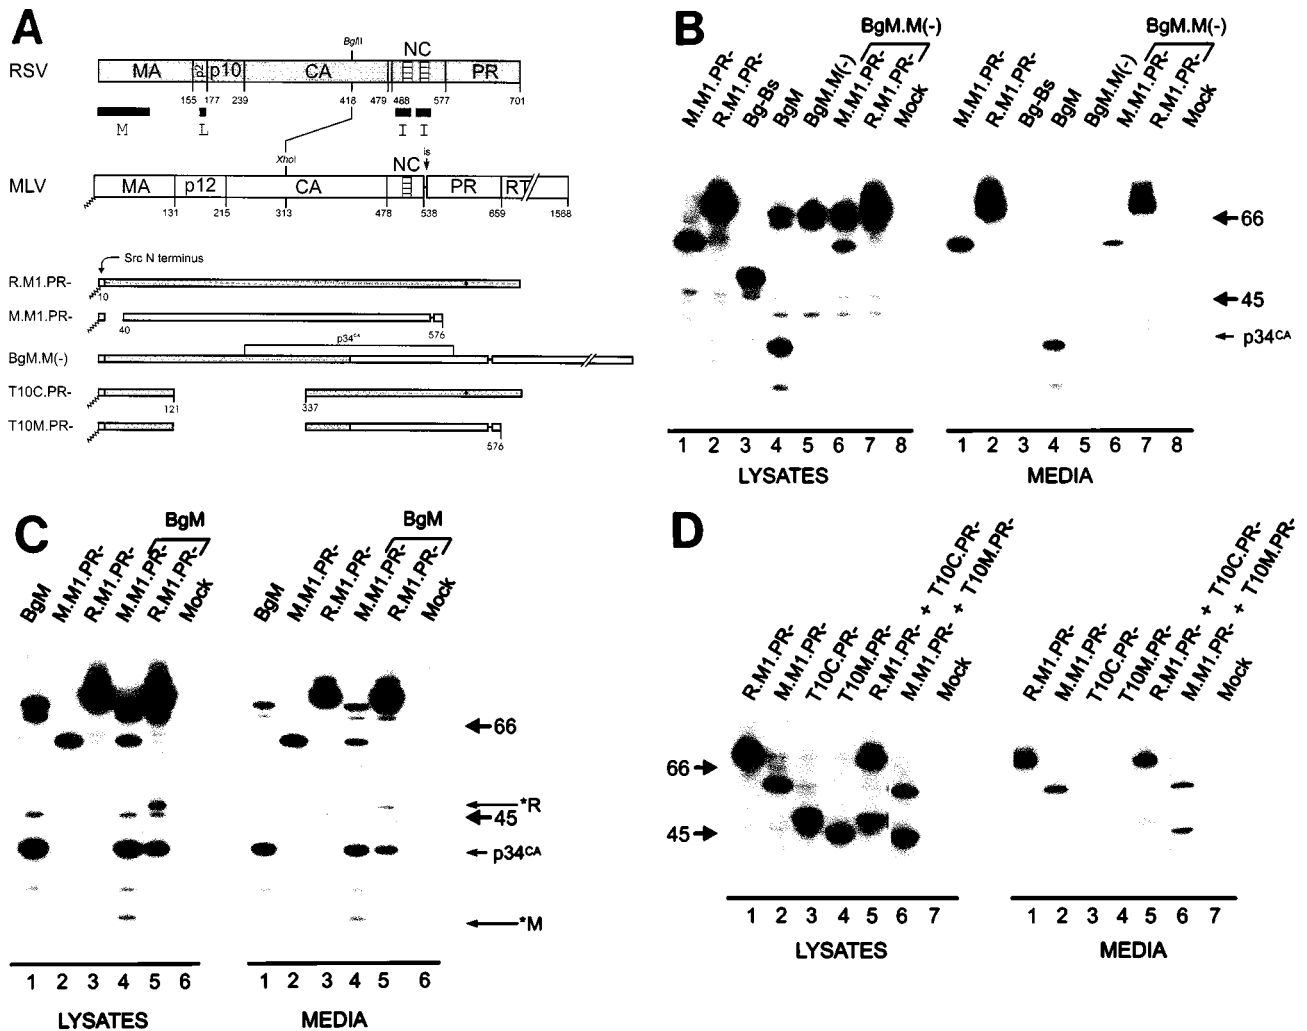 A
BglII
NC
RSV
MA
p2
p10
CA
PR
155 177 239 418 479 488 577 701
M
L
I I
XhoI
is
NC
MLV
MA
p12
CA
PR
RT
131 215 313 478 538 659 1568
Src N terminus
R.M1.PR-
10
M.M1.PR-
40
576
p34CA
BgM.M(-)
T10C.PR-
121
337
T10M.PR-
576
B
BgM.M(-)
BgM.M(-)
M.M1.PR-
R.M1.PR-
Bg-Bs
BgM
BgM.M(-)
M.M1.PR-
R.M1.PR-
Mock
M.M1.PR-
R.M1.PR-
Bg-Bs
BgM
BgM.M(-)
M.M1.PR-
R.M1.PR-
Mock
66
45
p34CA
1 2 3 4 5 6 7 8
1 2 3 4 5 6 7 8
LYSATES
MEDIA
C
BgM
BgM
BgM
M.M1.PR-
R.M1.PR-
M.M1.PR-
R.M1.PR-
Mock
BgM
M.M1.PR-
R.M1.PR-
M.M1.PR-
R.M1.PR-
Mock
66
*R
45
p34CA
*M
1 2 3 4 5 6
1 2 3 4 5 6
LYSATES
MEDIA
D
R.M1.PR-
M.M1.PR-
T10C.PR-
T10M.PR-
R.M1.PR- + T10C.PR-
M.M1.PR- + T10M.PR-
Mock
R.M1.PR-
M.M1.PR-
T10C.PR-
T10M.PR-
R.M1.PR- + T10C.PR-
M.M1.PR- + T10M.PR-
Mock
66
45
1 2 3 4 5 6 7
1 2 3 4 5 6 7
LYSATES
MEDIA